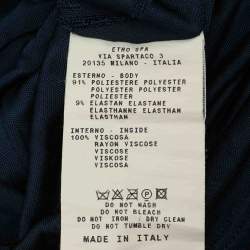 ETRO SPA
VIA SPARTACO 3
20135 MILANO - ITALIA
ESTERNO - BODY
91% POLIESTERE POLYESTER
POLYESTER POLYESTER
POLYESTER
9% ELASTAN ELASTANE
ELASTHANNE ELASTHAN
ELASTHAN
INTERNO - INSIDE
100% VISCOSA
RAYON VISCOSE
VISCOSE
VISKOSE
VISCOSA
DO NOT WASH
DO NOT BLEACH
DO NOT IRON DRY CLEAN
DO NOT TUMBLE DRY
MADE IN ITALY